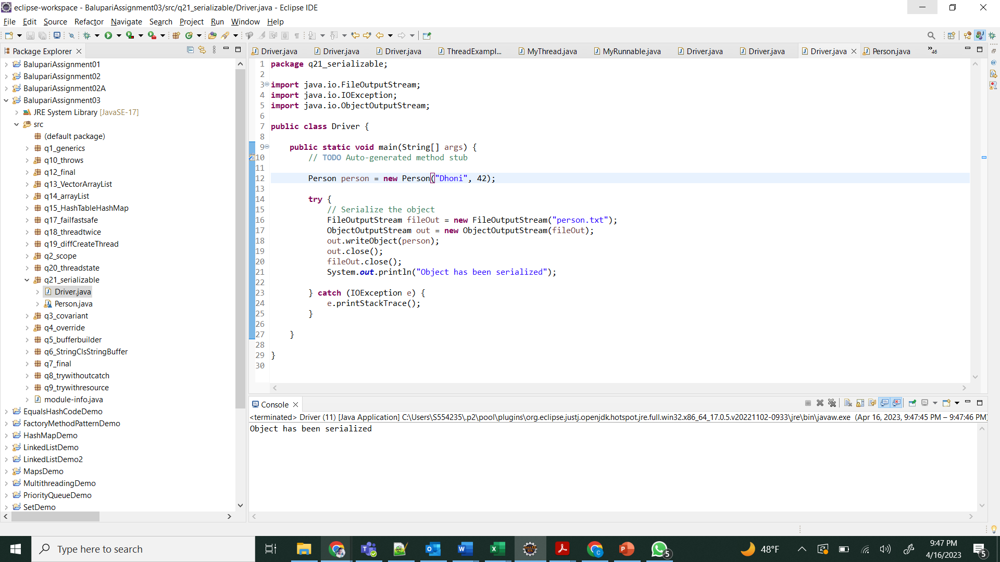 eclipse-workspace - BalupariAssignment03/src/q21_serializable/Driver.java - Eclipse IDE
File Edit Source Refactor Navigate Search Project Run Window Help
Package Explorer
BalupariAssignment01
BalupariAssignment02
BalupariAssignment02A
BalupariAssignment03
JRE System Library [JavaSE-17]
src
(default package)
q1_generics
q10_throws
q12_final
q13_VectorArrayList
q14_arrayList
q15_HashTableHashMap
q17_failfastsafe
q18_threadtwice
q19_diffCreateThread
q2_scope
q20_threadstate
q21_serializable
Driver.java
Person.java
q3_covariant
q4_override
q5_bufferbuilder
q6_StringClsStringBuffer
q7_final
q8_trywithoutcatch
q9_trywithresource
module-info.java
EqualsHashCodeDemo
FactoryMethodPatternDemo
HashMapDemo
LinkedListDemo
LinkedListDemo2
MapsDemo
MultithreadingDemo
PriorityQueueDemo
SetDemo
Driver.java Driver.java Driver.java ThreadExampl... MyThread.java MyRunnable.java Driver.java Driver.java Driver.java Person.java »46
1 package q21_serializable;
2
3 import java.io.FileOutputStream;
4 import java.io.IOException;
5 import java.io.ObjectOutputStream;
6
7 public class Driver {
8
9 public static void main(String[] args) {
10 // TODO Auto-generated method stub
11
12 Person person = new Person("Dhoni", 42);
13
14 try {
15 // Serialize the object
16 FileOutputStream fileOut = new FileOutputStream("person.txt");
17 ObjectOutputStream out = new ObjectOutputStream(fileOut);
18 out.writeObject(person);
19 out.close();
20 fileOut.close();
21 System.out.println("Object has been serialized");
22
23 } catch (IOException e) {
24 e.printStackTrace();
25 }
26
27 }
28
29 }
30
Console
<terminated> Driver (11) [Java Application] C:\Users\S554235\.p2\pool\plugins\org.eclipse.justj.openjdk.hotspot.jre.full.win32.x86_64_17.0.5.v20221102-0933\jre\bin\javaw.exe (Apr 16, 2023, 9:47:45 PM – 9:47:46 PM)
Object has been serialized
Type here to search
5
48°F
9:47 PM
4/16/2023
5